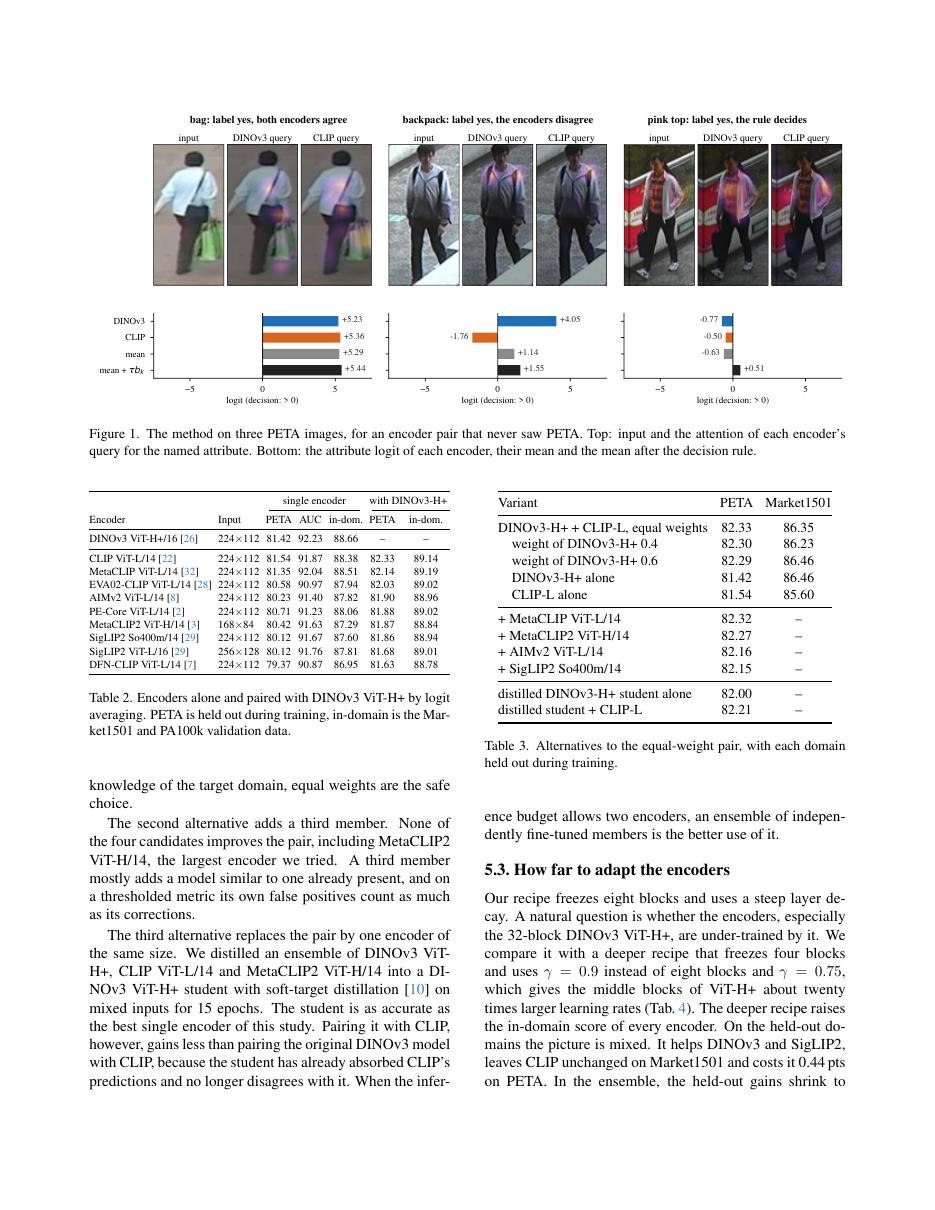 bag: label yes, both encoders agree
input DINOv3 query CLIP query
backpack: label yes, the encoders disagree
input DINOv3 query CLIP query
pink top: label yes, the rule decides
input DINOv3 query CLIP query
DINOv3 +5.23 +4.05 -0.77
CLIP +5.36 -1.76 -0.50
mean +5.29 +1.14 -0.63
mean + τb_k +5.44 +1.55 +0.51
−5 0 5 −5 0 5 −5 0 5
logit (decision: > 0) logit (decision: > 0) logit (decision: > 0)
Figure 1. The method on three PETA images, for an encoder pair that never saw PETA. Top: input and the attention of each encoder's
query for the named attribute. Bottom: the attribute logit of each encoder, their mean and the mean after the decision rule.
single encoder with DINOv3-H+
Encoder Input PETA AUC in-dom. PETA in-dom.
DINOv3 ViT-H+/16 [26] 224×112 81.42 92.23 88.66 – –
CLIP ViT-L/14 [22] 224×112 81.54 91.87 88.38 82.33 89.14
MetaCLIP ViT-L/14 [32] 224×112 81.35 92.04 88.51 82.14 89.19
EVA02-CLIP ViT-L/14 [28] 224×112 80.58 90.97 87.94 82.03 89.02
AIMv2 ViT-L/14 [8] 224×112 80.23 91.40 87.82 81.90 88.96
PE-Core ViT-L/14 [2] 224×112 80.71 91.23 88.06 81.88 89.02
MetaCLIP2 ViT-H/14 [3] 168×84 80.42 91.63 87.29 81.87 88.84
SigLIP2 So400m/14 [29] 224×112 80.12 91.67 87.60 81.86 88.94
SigLIP2 ViT-L/16 [29] 256×128 80.12 91.76 87.81 81.68 89.01
DFN-CLIP ViT-L/14 [7] 224×112 79.37 90.87 86.95 81.63 88.78
Table 2. Encoders alone and paired with DINOv3 ViT-H+ by logit
averaging. PETA is held out during training, in-domain is the Mar-
ket1501 and PA100k validation data.
knowledge of the target domain, equal weights are the safe
choice.
The second alternative adds a third member. None of
the four candidates improves the pair, including MetaCLIP2
ViT-H/14, the largest encoder we tried. A third member
mostly adds a model similar to one already present, and on
a thresholded metric its own false positives count as much
as its corrections.
The third alternative replaces the pair by one encoder of
the same size. We distilled an ensemble of DINOv3 ViT-
H+, CLIP ViT-L/14 and MetaCLIP2 ViT-H/14 into a DI-
NOv3 ViT-H+ student with soft-target distillation [10] on
mixed inputs for 15 epochs. The student is as accurate as
the best single encoder of this study. Pairing it with CLIP,
however, gains less than pairing the original DINOv3 model
with CLIP, because the student has already absorbed CLIP's
predictions and no longer disagrees with it. When the infer-
Variant PETA Market1501
DINOv3-H+ + CLIP-L, equal weights 82.33 86.35
weight of DINOv3-H+ 0.4 82.30 86.23
weight of DINOv3-H+ 0.6 82.29 86.46
DINOv3-H+ alone 81.42 86.46
CLIP-L alone 81.54 85.60
+ MetaCLIP ViT-L/14 82.32 –
+ MetaCLIP2 ViT-H/14 82.27 –
+ AIMv2 ViT-L/14 82.16 –
+ SigLIP2 So400m/14 82.15 –
distilled DINOv3-H+ student alone 82.00 –
distilled student + CLIP-L 82.21 –
Table 3. Alternatives to the equal-weight pair, with each domain
held out during training.
ence budget allows two encoders, an ensemble of indepen-
dently fine-tuned members is the better use of it.
5.3. How far to adapt the encoders
Our recipe freezes eight blocks and uses a steep layer de-
cay. A natural question is whether the encoders, especially
the 32-block DINOv3 ViT-H+, are under-trained by it. We
compare it with a deeper recipe that freezes four blocks
and uses γ = 0.9 instead of eight blocks and γ = 0.75,
which gives the middle blocks of ViT-H+ about twenty
times larger learning rates (Tab. 4). The deeper recipe raises
the in-domain score of every encoder. On the held-out do-
mains the picture is mixed. It helps DINOv3 and SigLIP2,
leaves CLIP unchanged on Market1501 and costs it 0.44 pts
on PETA. In the ensemble, the held-out gains shrink to